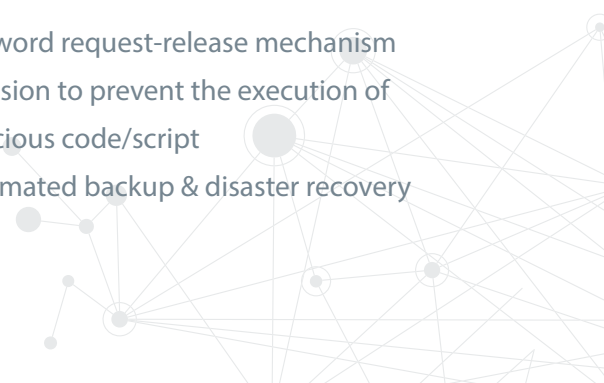 word request-release mechanism
sion to prevent the execution of
cious code/script
mated backup & disaster recovery